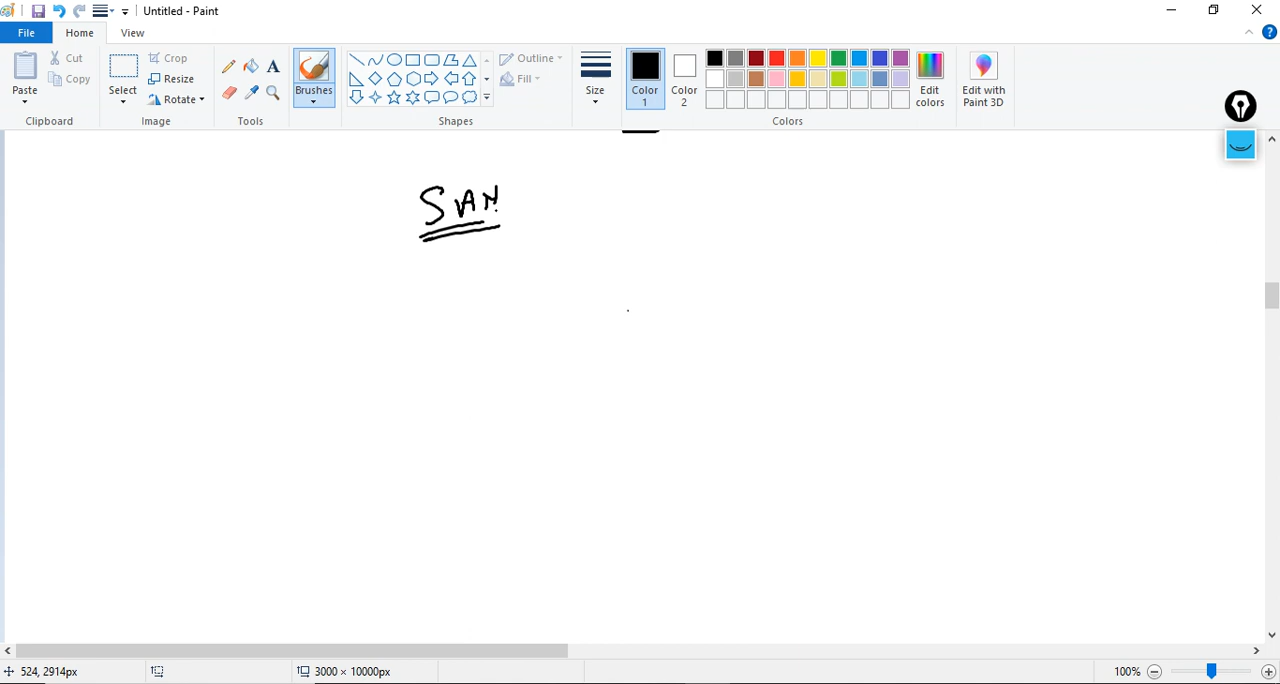 Untitled - Paint
File Home View
Paste Cut Copy Clipboard
Select Crop Resize Rotate Image
A Tools
Brushes
Shapes Outline Fill
Size
Color 1 Color 2 Edit colors Colors
Edit with Paint 3D
SAN
524, 2914px 3000 × 10000px 100%